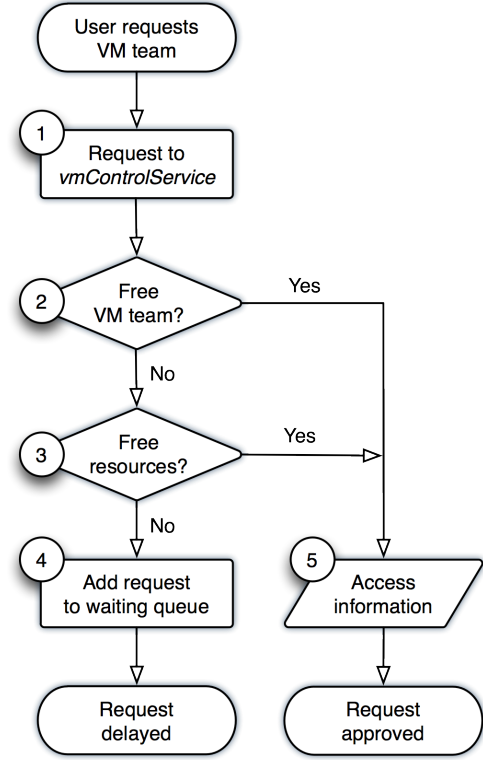 User requests
VM team
1
Request to
vmControlService
2
Free
VM team?
Yes
No
3
Free
resources?
Yes
No
4
Add request
to waiting queue
5
Access
information
Request
delayed
Request
approved